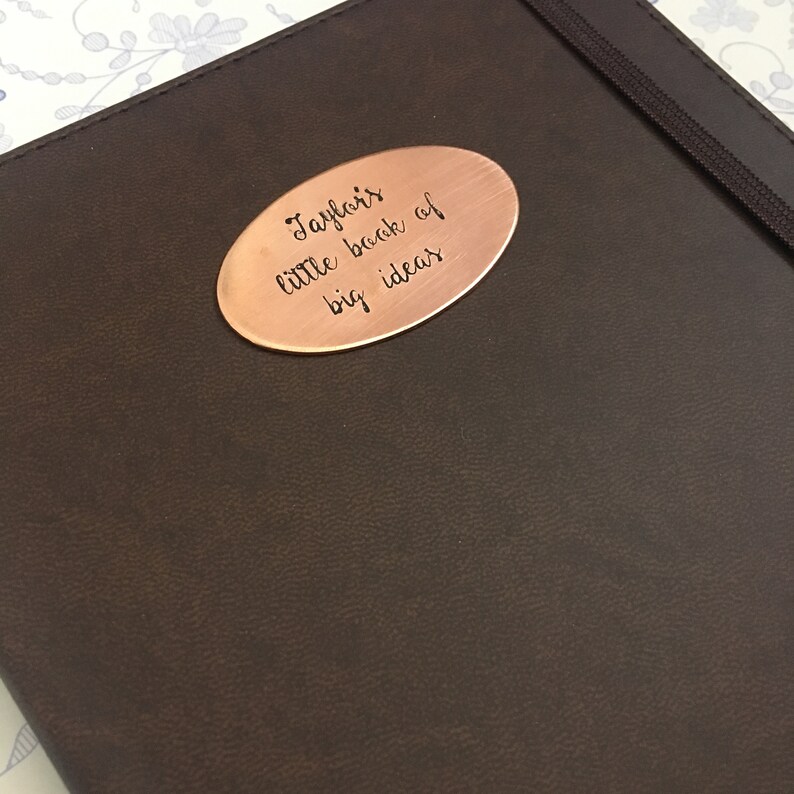 Taylor's
little book of
big ideas